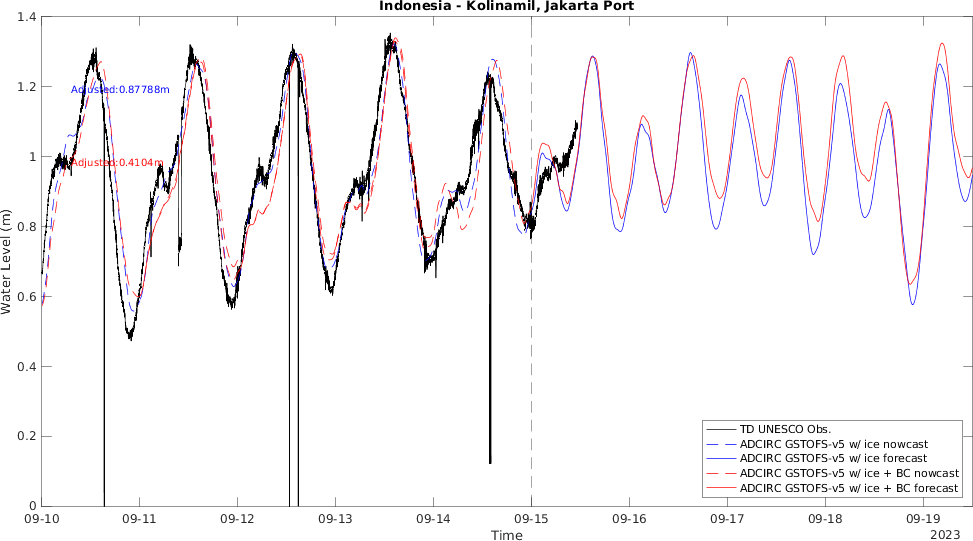 Indonesia - Kolinamil, Jakarta Port
1.4
1.2
1
0.8
0.6
0.4
0.2
0
Water Level (m)
Adjusted:0.87788m
Adjusted:0.4104m
TD UNESCO Obs.
ADCIRC GSTOFS-v5 w/ ice nowcast
ADCIRC GSTOFS-v5 w/ ice forecast
ADCIRC GSTOFS-v5 w/ ice + BC nowcast
ADCIRC GSTOFS-v5 w/ ice + BC forecast
09-10 09-11 09-12 09-13 09-14 09-15 09-16 09-17 09-18 09-19
Time
2023